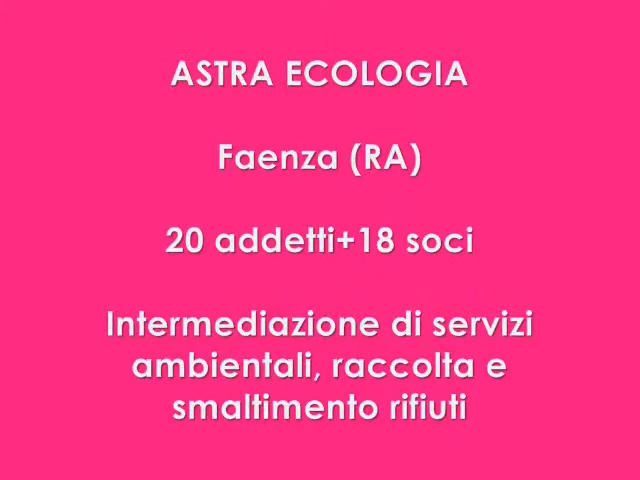 ASTRA ECOLOGIA
Faenza (RA)
20 addetti+18 soci
Intermediazione di servizi
ambientali, raccolta e
smaltimento rifiuti